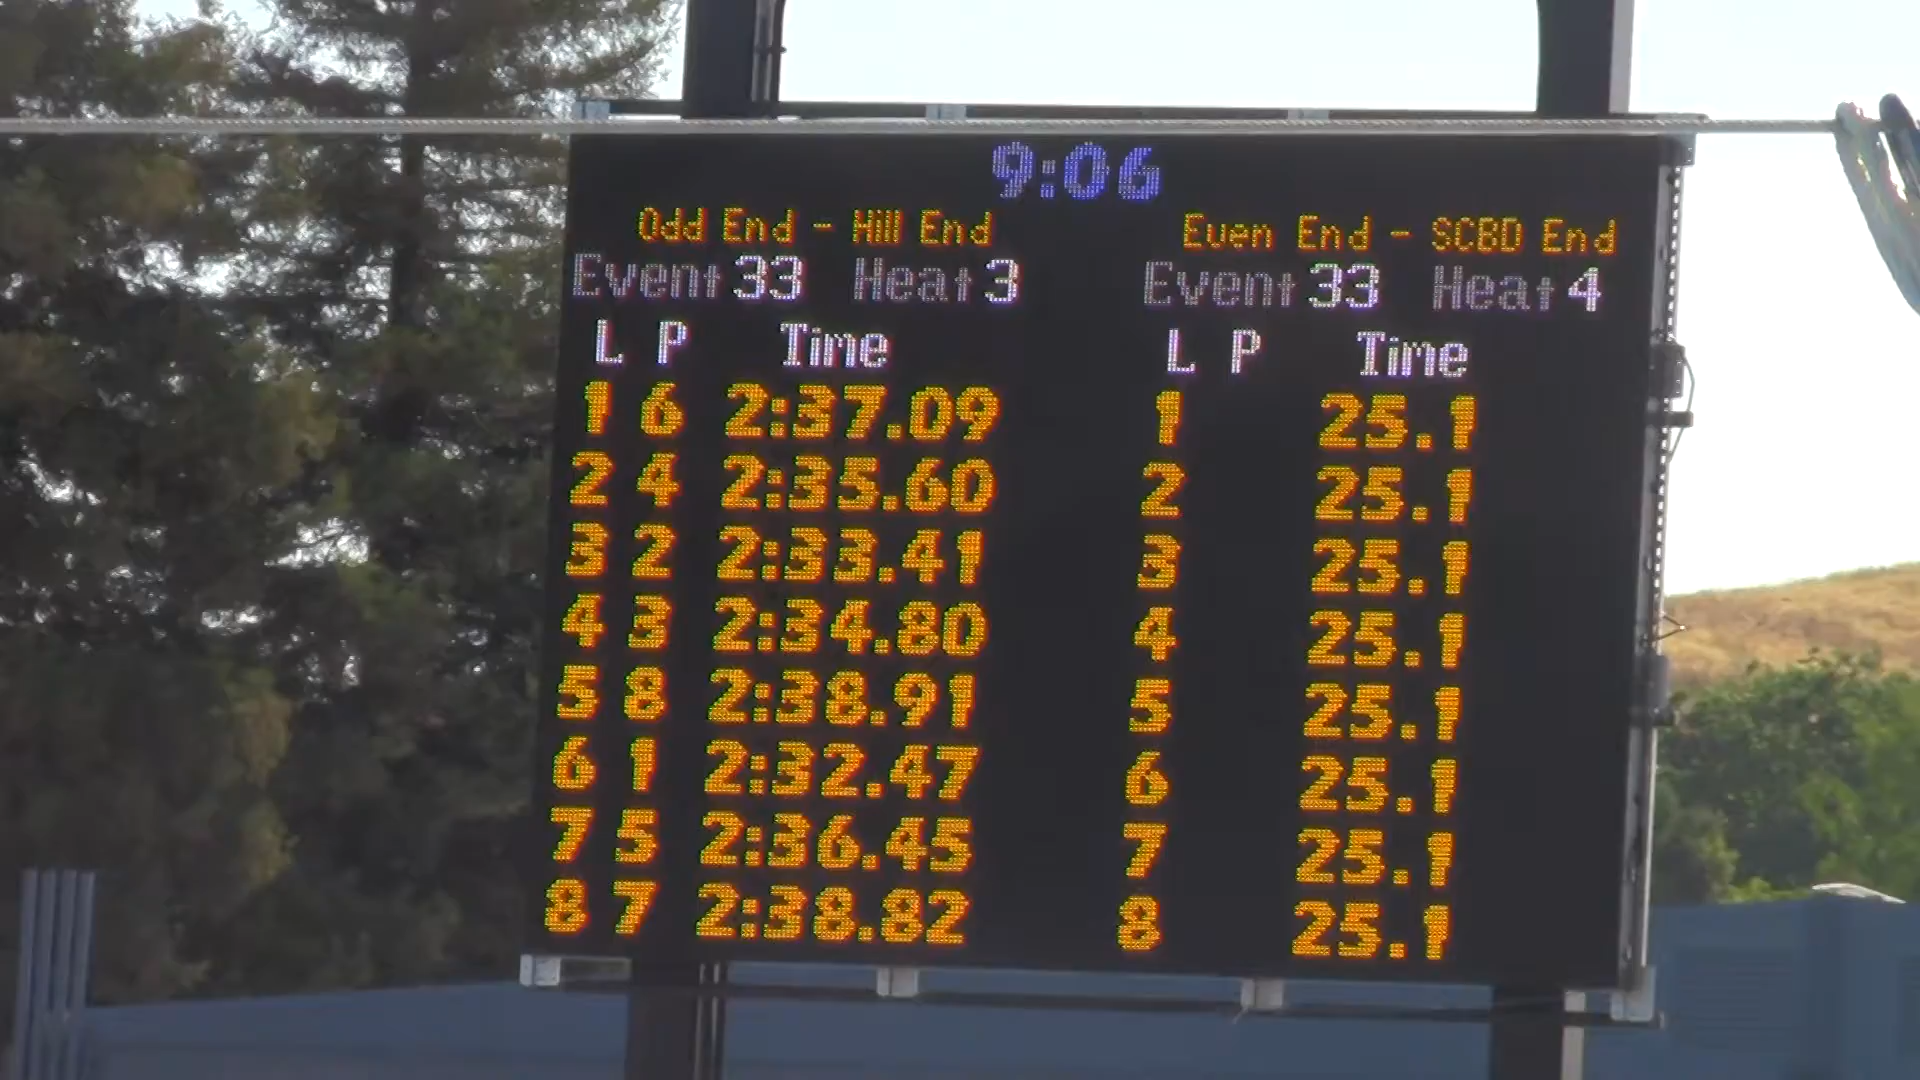 9:06
Odd End - Hill End Even End - SCBD End
Event 33 Heat 3 Event 33 Heat 4
L P Time L P Time
1 6 2:37.09 1 25.1
2 4 2:35.60 2 25.1
3 2 2:33.41 3 25.1
4 3 2:34.80 4 25.1
5 8 2:38.91 5 25.1
6 1 2:32.47 6 25.1
7 5 2:36.45 7 25.1
8 7 2:38.82 8 25.1